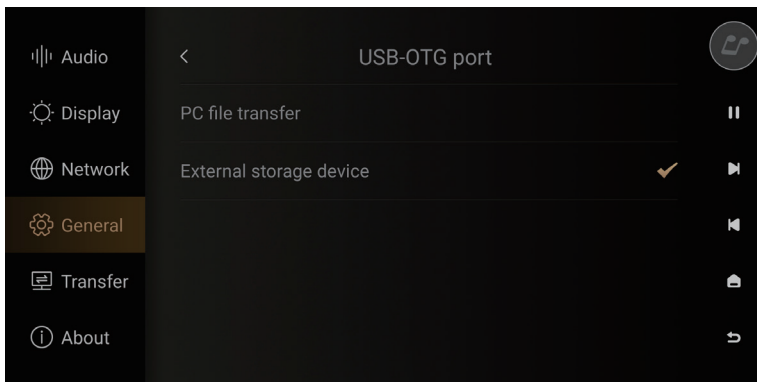 Audio
Display
Network
General
Transfer
About
USB-OTG port
PC file transfer
External storage device